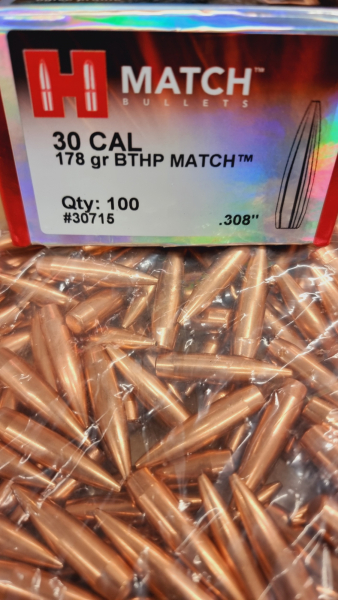 H MATCH™
BULLETS
30 CAL
178 gr BTHP MATCH™
Qty: 100
#30715 .308"